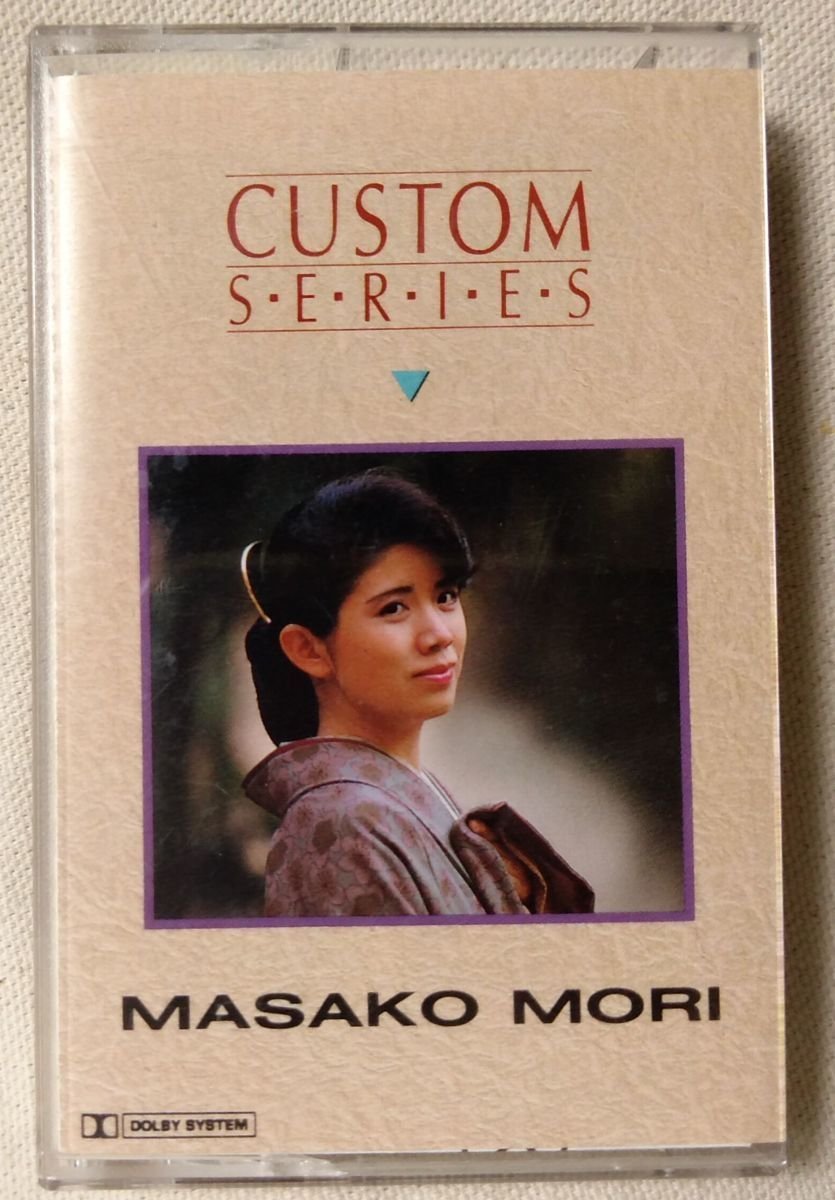 CUSTOM
S·E·R·I·E·S
MASAKO MORI
DOLBY SYSTEM